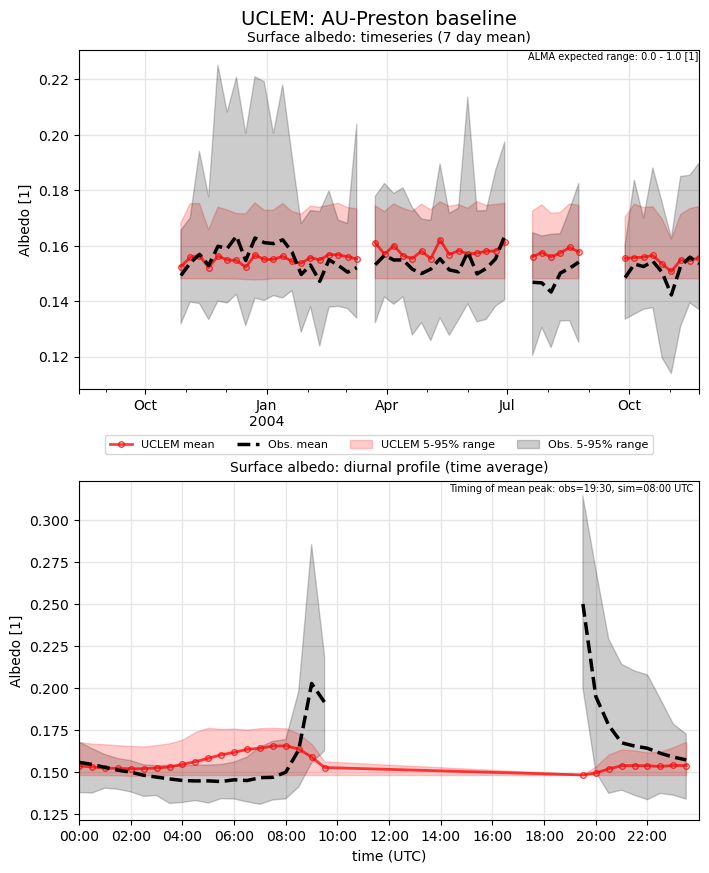 UCLEM: AU-Preston baseline
Surface albedo: timeseries (7 day mean)
ALMA expected range: 0.0 - 1.0 [1]
0.22
0.20
0.18
0.16
0.14
0.12
Albedo [1]
Oct Jan Apr Jul Oct
2004
UCLEM mean Obs. mean UCLEM 5-95% range Obs. 5-95% range
Surface albedo: diurnal profile (time average)
Timing of mean peak: obs=19:30, sim=08:00 UTC
0.300
0.275
0.250
0.225
0.200
0.175
0.150
0.125
Albedo [1]
00:00 02:00 04:00 06:00 08:00 10:00 12:00 14:00 16:00 18:00 20:00 22:00
time (UTC)